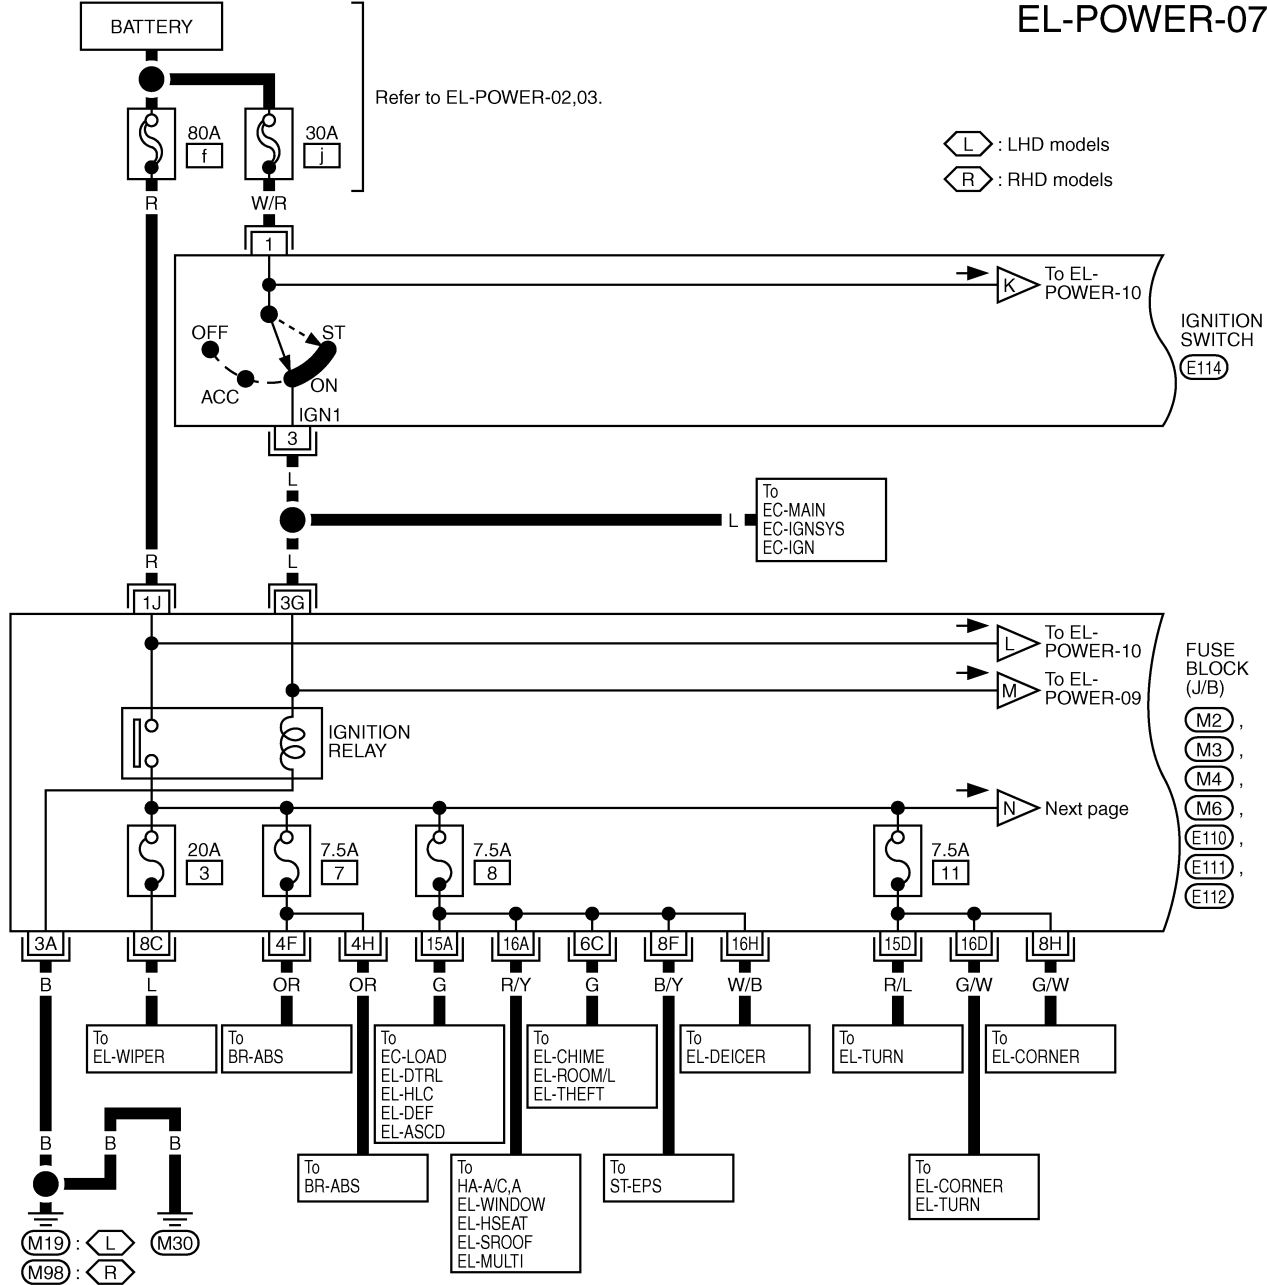 EL-POWER-07
BATTERY
Refer to EL-POWER-02,03.
80A
f
30A
j
L : LHD models
R : RHD models
R
W/R
1
K
To EL-
POWER-10
IGNITION
SWITCH
E114
OFF
ST
ACC
ON
IGN1
3
L
L
To
EC-MAIN
EC-IGNSYS
EC-IGN
R
L
1J
3G
L
To EL-
POWER-10
M
To EL-
POWER-09
FUSE
BLOCK
(J/B)
M2 ,
M3 ,
M4 ,
M6 ,
E110 ,
E111 ,
E112
IGNITION
RELAY
N
Next page
20A
3
7.5A
7
7.5A
8
7.5A
11
3A
8C
4F
4H
15A
16A
6C
8F
16H
15D
16D
8H
B
L
OR
OR
G
R/Y
G
B/Y
W/B
R/L
G/W
G/W
To
EL-WIPER
To
BR-ABS
To
EC-LOAD
EL-DTRL
EL-HLC
EL-DEF
EL-ASCD
To
EL-CHIME
EL-ROOM/L
EL-THEFT
To
EL-DEICER
To
EL-TURN
To
EL-CORNER
B
B
B
To
BR-ABS
To
HA-A/C,A
EL-WINDOW
EL-HSEAT
EL-SROOF
EL-MULTI
To
ST-EPS
To
EL-CORNER
EL-TURN
M19 : L
M30
M98 : R